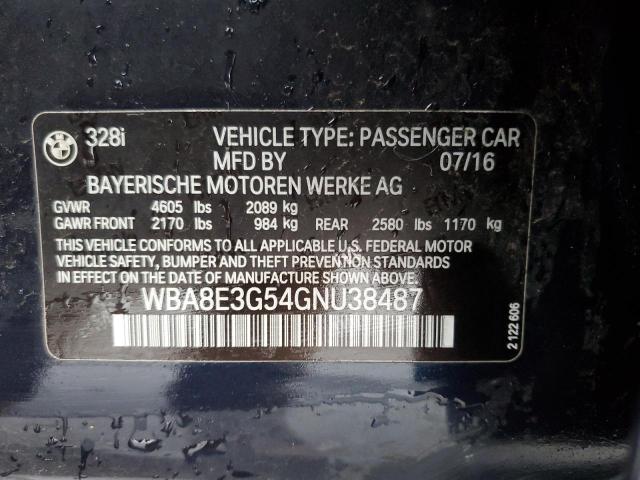 328i VEHICLE TYPE: PASSENGER CAR
MFD BY 07/16
BAYERISCHE MOTOREN WERKE AG
GVWR 4605 lbs 2089 kg
GAWR FRONT 2170 lbs 984 kg REAR 2580 lbs 1170 kg
THIS VEHICLE CONFORMS TO ALL APPLICABLE U.S. FEDERAL MOTOR
VEHICLE SAFETY, BUMPER AND THEFT PREVENTION STANDARDS
IN EFFECT ON THE DATE OF MANUFACTURE SHOWN ABOVE.
WBA8E3G54GNU38487
2 122 606